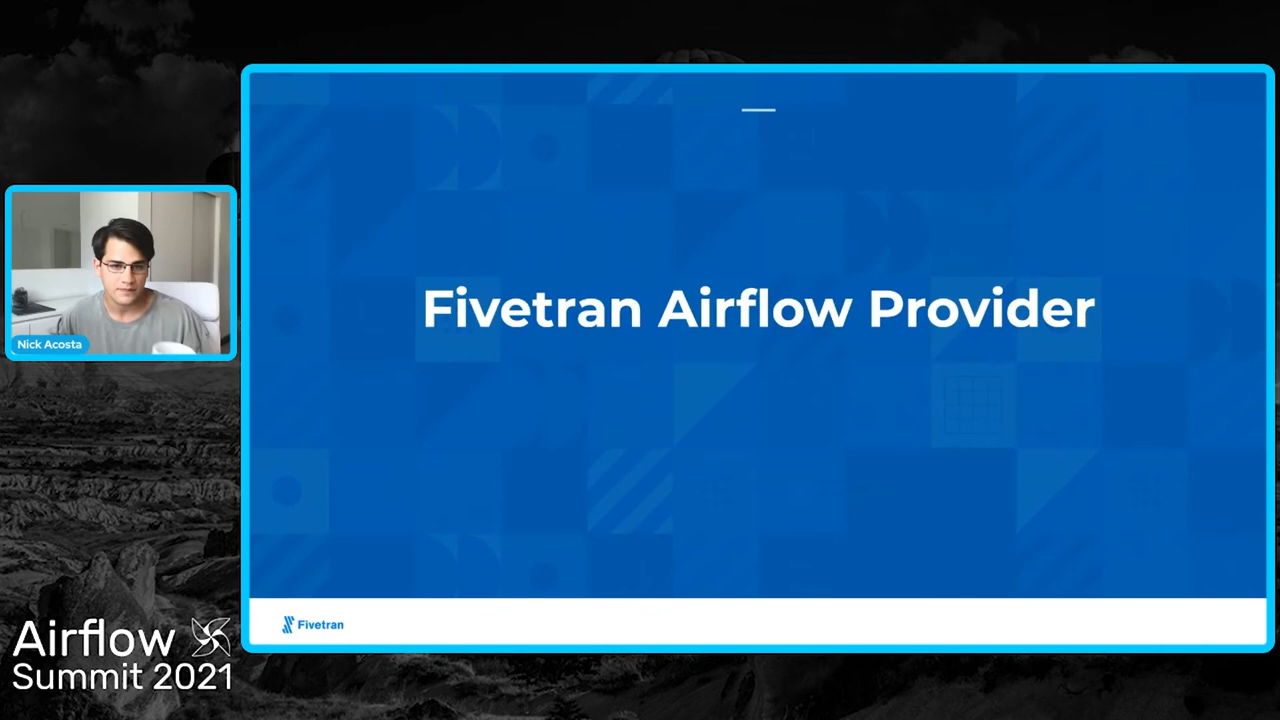 Fivetran Airflow Provider
Nick Acosta
Fivetran
Airflow
Summit 2021